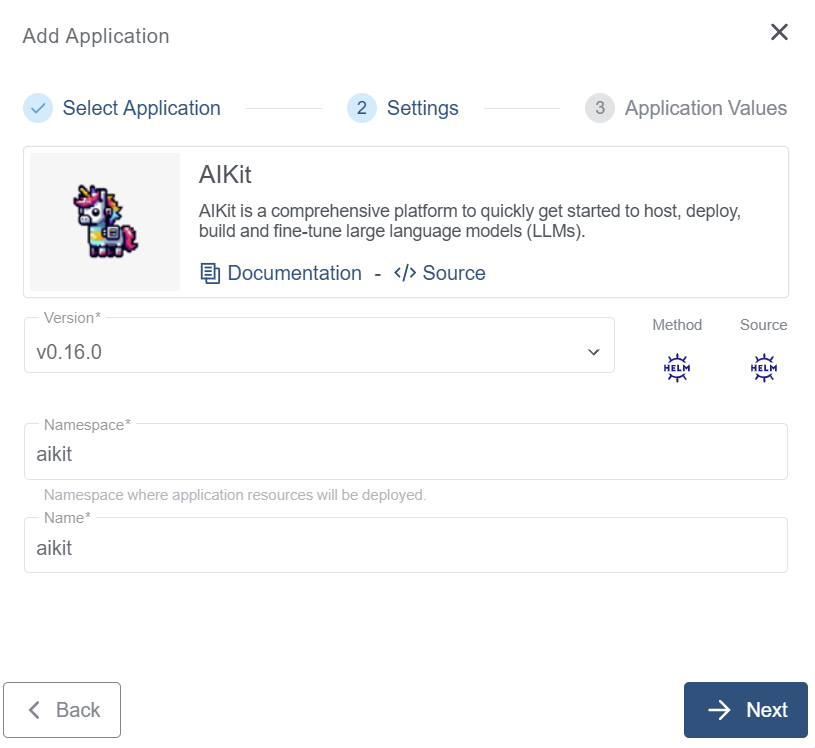 Add Application
Select Application
2 Settings
3 Application Values
AIKit
AIKit is a comprehensive platform to quickly get started to host, deploy,
build and fine-tune large language models (LLMs).
Documentation - </> Source
Version*
v0.16.0
Method
HELM
Source
HELM
Namespace*
aikit
Namespace where application resources will be deployed.
Name*
aikit
Back
Next